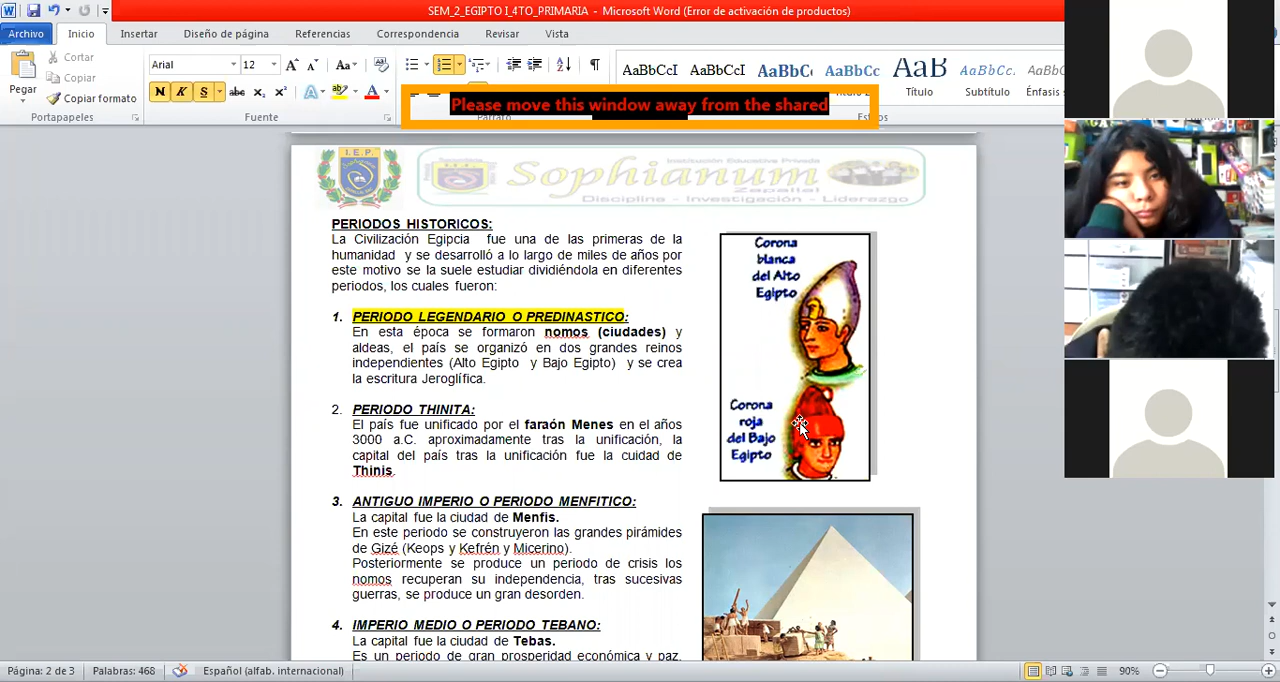 SEM_2_EGIPTO I_4TO_PRIMARIA - Microsoft Word (Error de activación de productos)
Archivo Inicio Insertar Diseño de página Referencias Correspondencia Revisar Vista
Cortar
Copiar
Copiar formato
Pegar
Arial 12
N K S abc x₂ x²
AaBbCcI AaBbCcI AaBbC AaBbCc AaB AaBbCc. AaBbC
Título Subtítulo Énfasis
Portapapeles Fuente Párrafo Estilos
Please move this window away from the shared
I.E.P.
Institución Educativa Privada
Sophianum
Zapallal
Disciplina - Investigación - Liderazgo
PERIODOS HISTORICOS:
La Civilización Egipcia fue una de las primeras de la
humanidad y se desarrolló a lo largo de miles de años por
este motivo se la suele estudiar dividiéndola en diferentes
periodos, los cuales fueron:
1. PERIODO LEGENDARIO O PREDINASTICO:
En esta época se formaron nomos (ciudades) y
aldeas, el país se organizó en dos grandes reinos
independientes (Alto Egipto y Bajo Egipto) y se crea
la escritura Jeroglífica.
2. PERIODO THINITA:
El país fue unificado por el faraón Menes en el años
3000 a.C. aproximadamente tras la unificación, la
capital del país tras la unificación fue la cuidad de
Thinis.
3. ANTIGUO IMPERIO O PERIODO MENFITICO:
La capital fue la ciudad de Menfis.
En este periodo se construyeron las grandes pirámides
de Gizé (Keops y Kefrén y Micerino).
Posteriormente se produce un periodo de crisis los
nomos recuperan su independencia, tras sucesivas
guerras, se produce un gran desorden.
4. IMPERIO MEDIO O PERIODO TEBANO:
La capital fue la ciudad de Tebas.
Es un periodo de gran prosperidad económica y paz,
Corona
blanca
del Alto
Egipto
Corona
roja
del Bajo
Egipto
Página: 2 de 3 Palabras: 468 Español (alfab. internacional) 90%